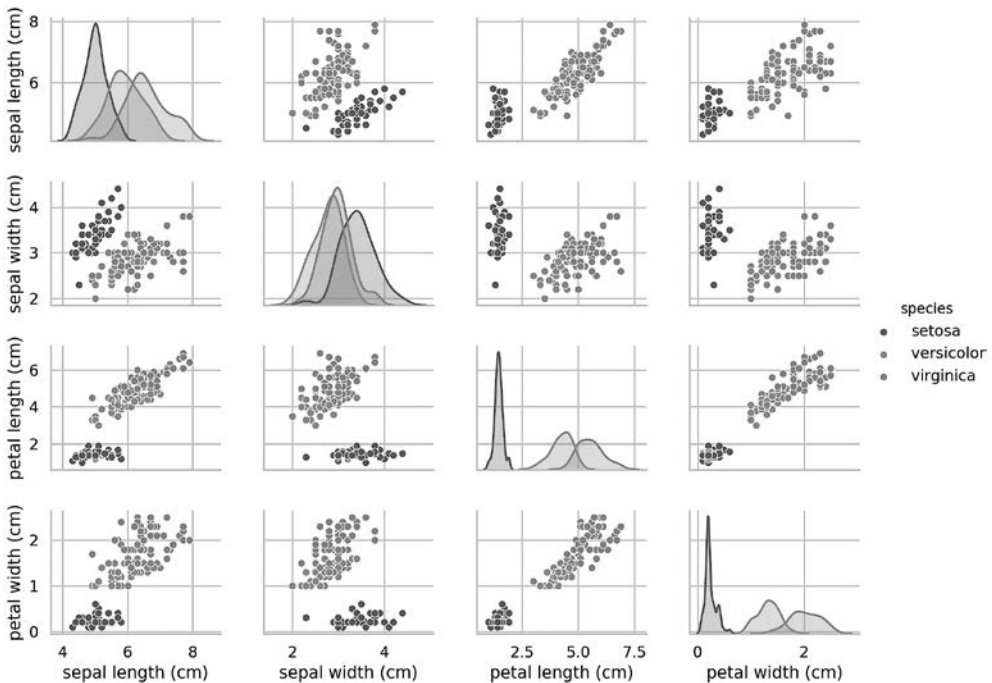 sepal length (cm)
8
6
sepal width (cm)
4
3
2
species
setosa
versicolor
virginica
petal length (cm)
6
4
2
petal width (cm)
2
1
0
4 6 8
2 4
2.5 5.0 7.5
0 2
sepal length (cm) sepal width (cm) petal length (cm) petal width (cm)